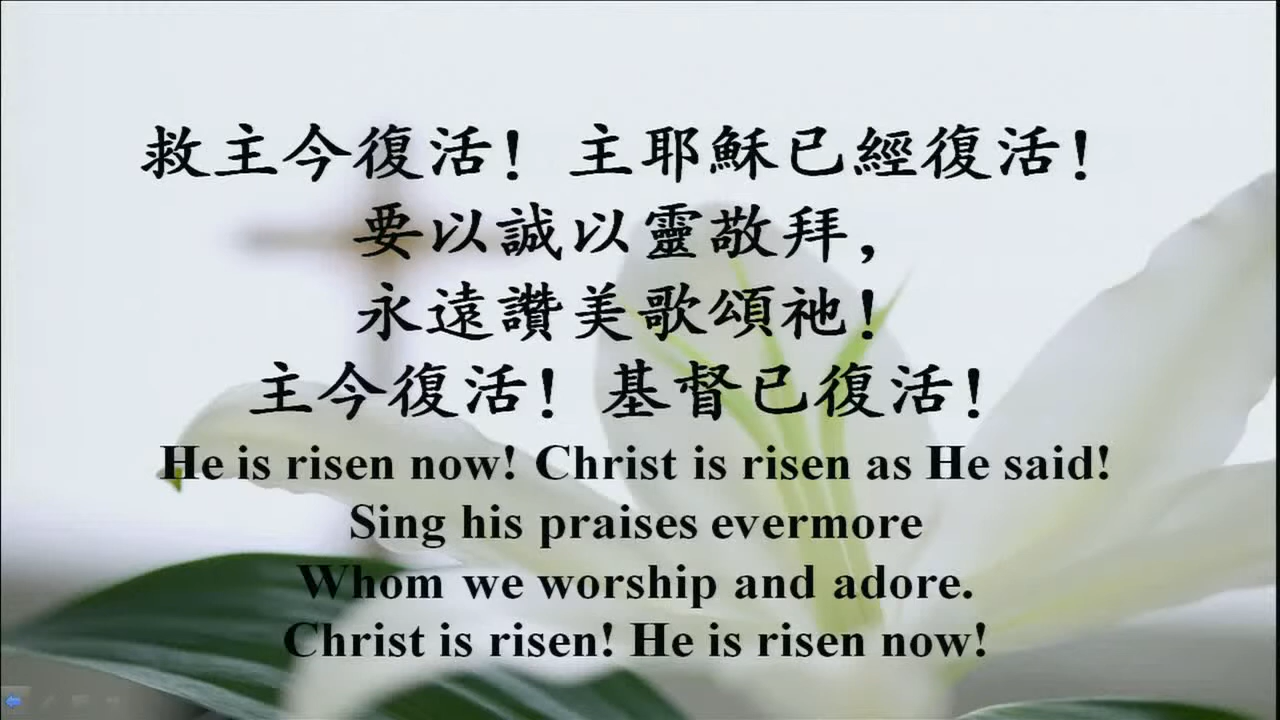 救主今復活！主耶穌已經復活！
要以誠以靈敬拜，
永遠讚美歌頌祂！
主今復活！基督已復活！
He is risen now! Christ is risen as He said!
Sing his praises evermore
Whom we worship and adore.
Christ is risen! He is risen now!